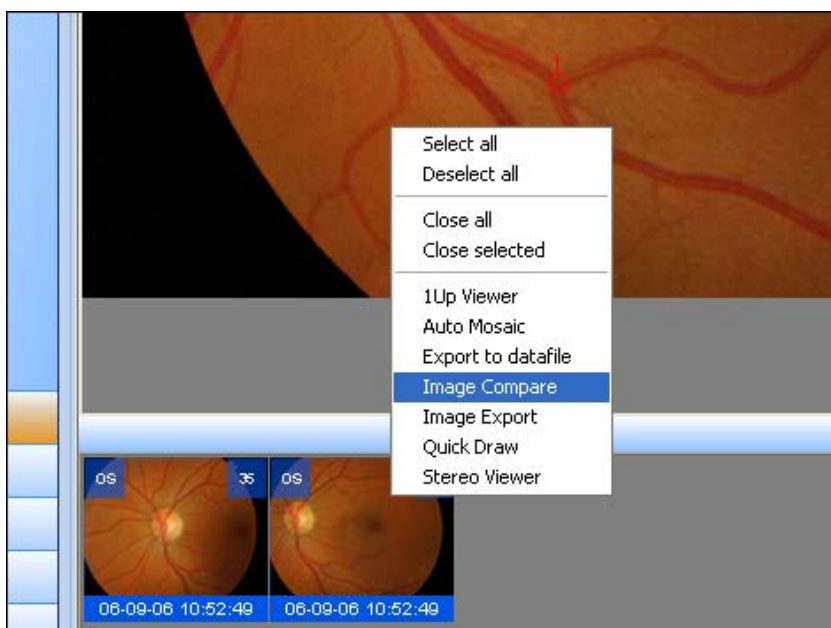 Select all
Deselect all
Close all
Close selected
1Up Viewer
Auto Mosaic
Export to datafile
Image Compare
Image Export
Quick Draw
Stereo Viewer
OS 35 OS
06-09-06 10:52:49 06-09-06 10:52:49